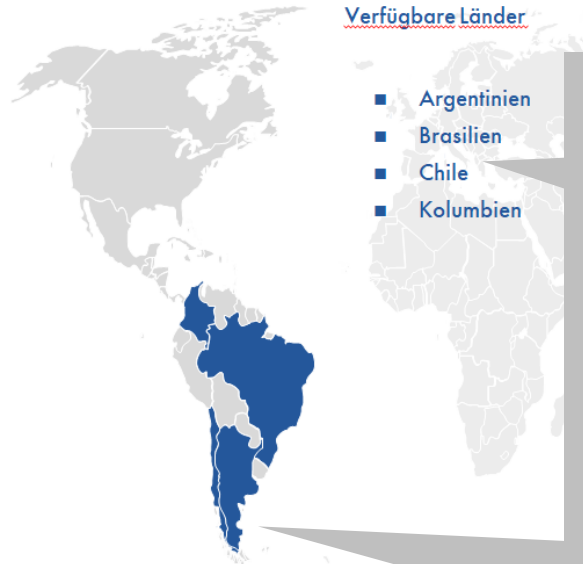 Verfügbare Länder
Argentinien
Brasilien
Chile
Kolumbien